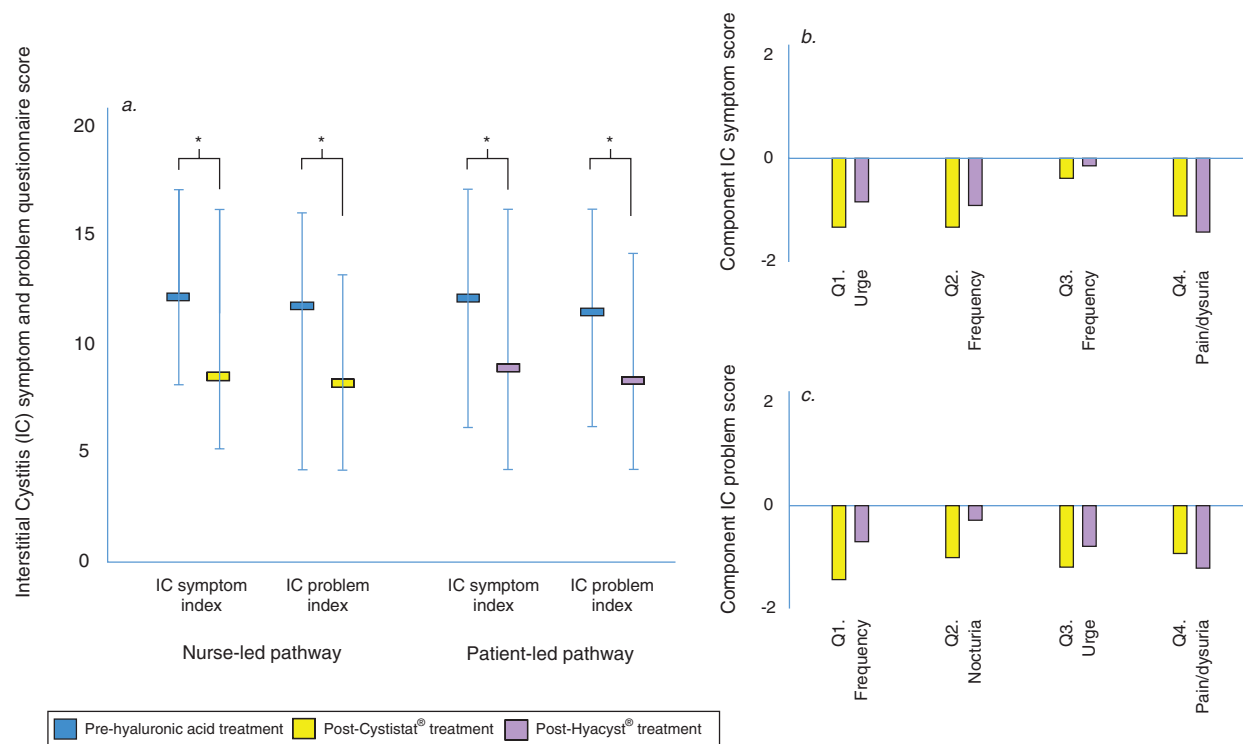 a.
Interstitial Cystitis (IC) symptom and problem questionnaire score
20
15
10
5
0
*
*
*
*
IC symptom
index
IC problem
index
IC symptom
index
IC problem
index
Nurse-led pathway
Patient-led pathway
b.
Component IC symptom score
2
0
-2
Q1.
Urge
Q2.
Frequency
Q3.
Frequency
Q4.
Pain/dysuria
c.
Component IC problem score
2
0
-2
Q1.
Frequency
Q2.
Nocturia
Q3.
Urge
Q4.
Pain/dysuria
Pre-hyaluronic acid treatment
Post-Cystistat® treatment
Post-Hyacyst® treatment